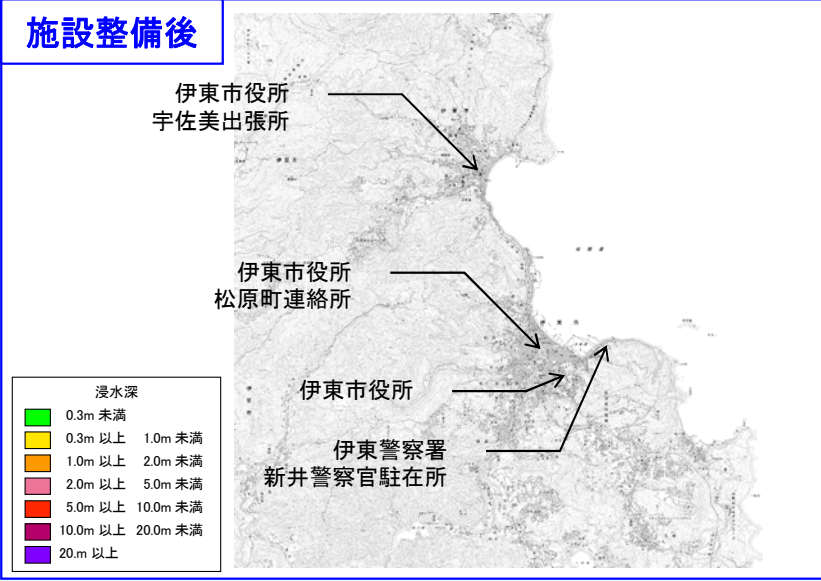 施設整備後
伊東市役所
宇佐美出張所
伊東市役所
松原町連絡所
伊東市役所
伊東警察署
新井警察官駐在所
浸水深
0.3m 未満
0.3m 以上 1.0m 未満
1.0m 以上 2.0m 未満
2.0m 以上 5.0m 未満
5.0m 以上 10.0m 未満
10.0m 以上 20.0m 未満
20.m 以上